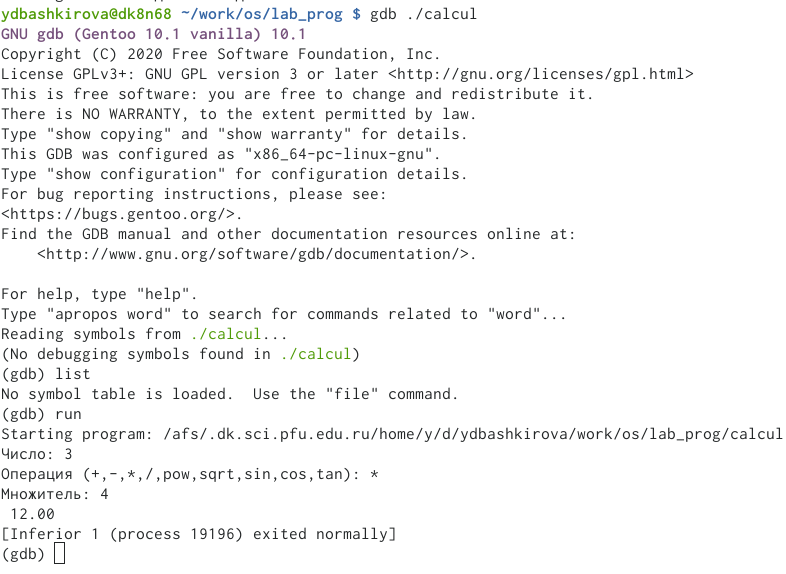 ydbashkirova@dk8n68 ~/work/os/lab_prog $ gdb ./calcul
GNU gdb (Gentoo 10.1 vanilla) 10.1
Copyright (C) 2020 Free Software Foundation, Inc.
License GPLv3+: GNU GPL version 3 or later <http://gnu.org/licenses/gpl.html>
This is free software: you are free to change and redistribute it.
There is NO WARRANTY, to the extent permitted by law.
Type "show copying" and "show warranty" for details.
This GDB was configured as "x86_64-pc-linux-gnu".
Type "show configuration" for configuration details.
For bug reporting instructions, please see:
<https://bugs.gentoo.org/>.
Find the GDB manual and other documentation resources online at:
    <http://www.gnu.org/software/gdb/documentation/>.

For help, type "help".
Type "apropos word" to search for commands related to "word"...
Reading symbols from ./calcul...
(No debugging symbols found in ./calcul)
(gdb) list
No symbol table is loaded.  Use the "file" command.
(gdb) run
Starting program: /afs/.dk.sci.pfu.edu.ru/home/y/d/ydbashkirova/work/os/lab_prog/calcul
Число: 3
Операция (+,-,*,/,pow,sqrt,sin,cos,tan): *
Множитель: 4
 12.00
[Inferior 1 (process 19196) exited normally]
(gdb)